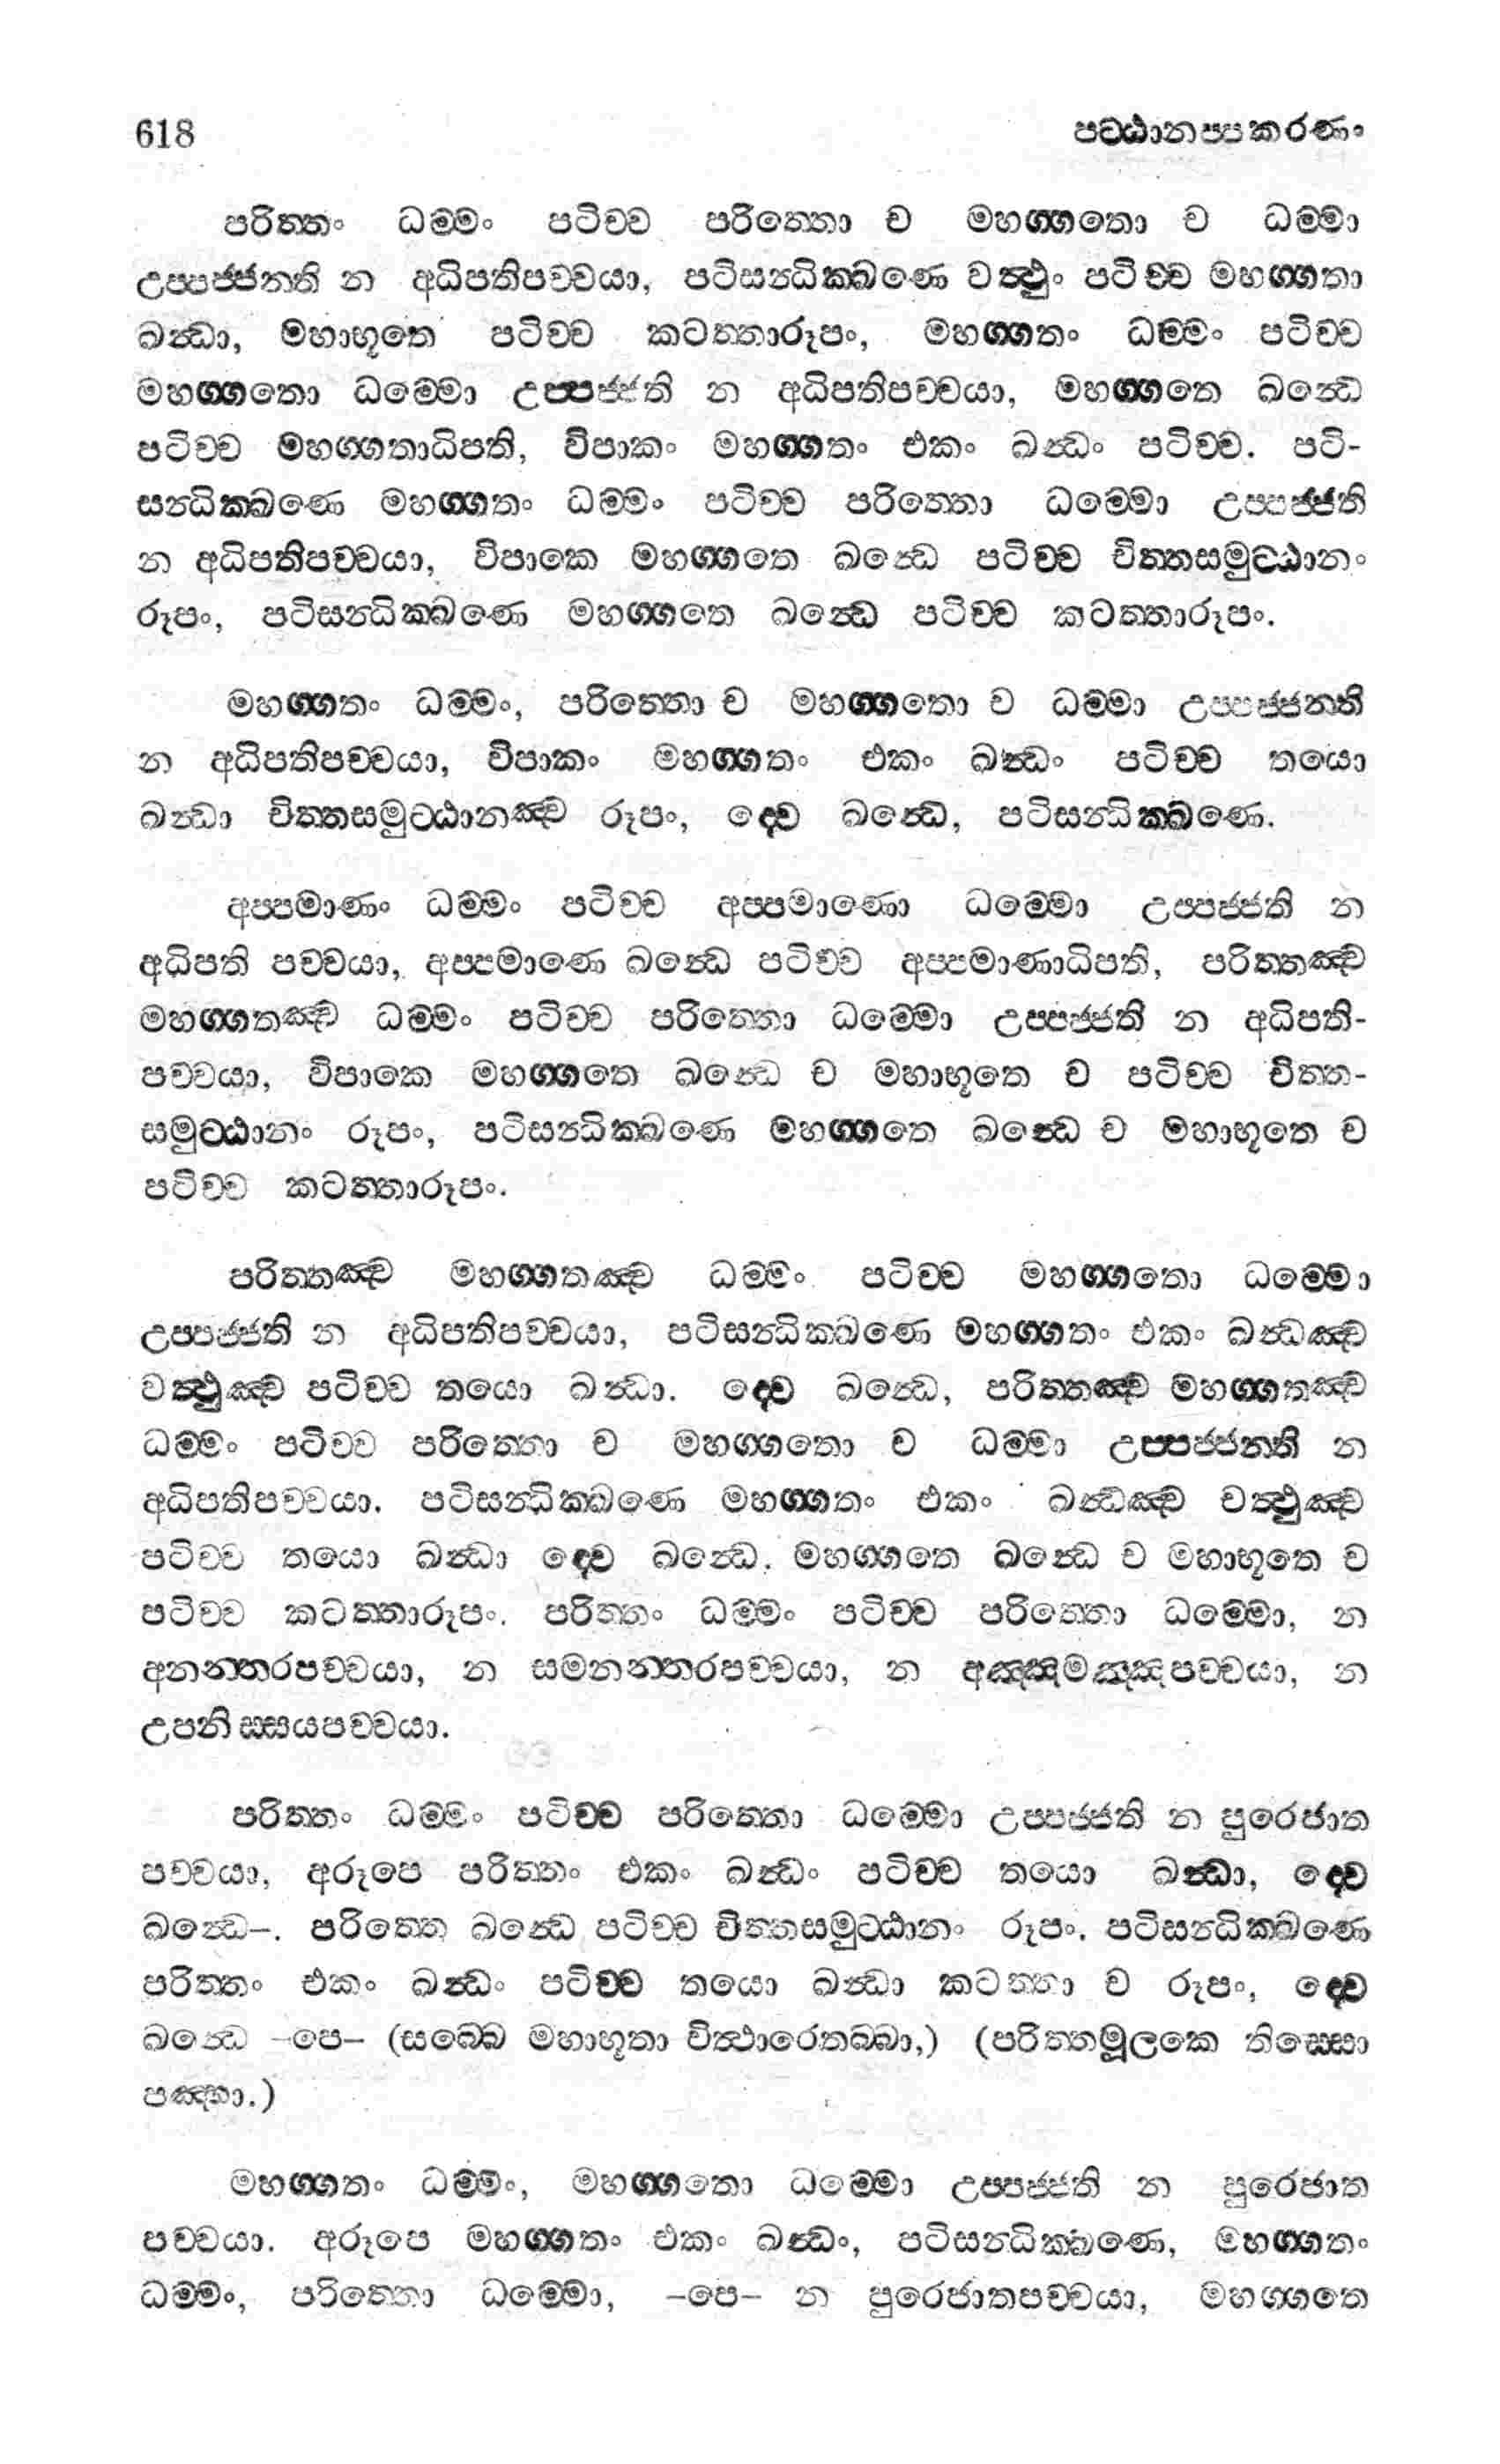 618 පට්ඨානප්පකරණං
පරිත්තං ධම්මං පටිච්ච පරිත්තො ච මහග්ගතො ච ධම්මා
උප්පජ්ජන්ති න අධිපතිපච්චයා, පටිසන්ධික්ඛණෙ වත්ථුං පටිච්ච මහග්ගතා
ඛන්ධා, මහාභූතෙ පටිච්ච කටත්තාරූපං, මහග්ගතං ධම්මං පටිච්ච
මහග්ගතො ධම්මො උප්පජ්ජති න අධිපතිපච්චයා, මහග්ගතෙ ඛන්ධෙ
පටිච්ච මහග්ගතාධිපති, විපාකං මහග්ගතං එකං ඛන්ධං පටිච්ච. පටි-
සන්ධික්ඛණෙ මහග්ගතං ධම්මං පටිච්ච පරිත්තො ධම්මො උප්පජ්ජති
න අධිපතිපච්චයා, විපාකෙ මහග්ගතෙ ඛන්ධෙ පටිච්ච චිත්තසමුට්ඨානං
රූපං, පටිසන්ධික්ඛණෙ මහග්ගතෙ ඛන්ධෙ පටිච්ච කටත්තාරූපං.
මහග්ගතං ධම්මං, පරිත්තො ච මහග්ගතො ච ධම්මා උප්පජ්ජන්ති
න අධිපතිපච්චයා, විපාකං මහග්ගතං එකං ඛන්ධං පටිච්ච තයො
ඛන්ධා චිත්තසමුට්ඨානඤ්ච රූපං, ද්වෙ ඛන්ධෙ, පටිසන්ධික්ඛණෙ.
අප්පමාණං ධම්මං පටිච්ච අප්පමාණො ධම්මො උප්පජ්ජති න
අධිපති පච්චයා, අප්පමාණෙ ඛන්ධෙ පටිච්ච අප්පමාණාධිපති, පරිත්තඤ්ච
මහග්ගතඤ්ච ධම්මං පටිච්ච පරිත්තො ධම්මො උප්පජ්ජති න අධිපති-
පච්චයා, විපාකෙ මහග්ගතෙ ඛන්ධෙ ච මහාභූතෙ ච පටිච්ච චිත්ත-
සමුට්ඨානං රූපං, පටිසන්ධික්ඛණෙ මහග්ගතෙ ඛන්ධෙ ච මහාභූතෙ ච
පටිච්ච කටත්තාරූපං.
පරිත්තඤ්ච මහග්ගතඤ්ච ධම්මං පටිච්ච මහග්ගතො ධම්මො
උප්පජ්ජති න අධිපතිපච්චයා, පටිසන්ධික්ඛණෙ මහග්ගතං එකං ඛන්ධඤ්ච
වත්ථුඤ්ච පටිච්ච තයො ඛන්ධා. ද්වෙ ඛන්ධෙ, පරිත්තඤ්ච මහග්ගතඤ්ච
ධම්මං පටිච්ච පරිත්තො ච මහග්ගතො ච ධම්මා උප්පජ්ජන්ති න
අධිපතිපච්චයා. පටිසන්ධික්ඛණෙ මහග්ගතං එකං ඛන්ධඤ්ච වත්ථුඤ්ච
පටිච්ච තයො ඛන්ධා ද්වෙ ඛන්ධෙ. මහග්ගතෙ ඛන්ධෙ ච මහාභූතෙ ච
පටිච්ච කටත්තාරූපං. පරිත්තං ධම්මං පටිච්ච පරිත්තො ධම්මො, න
අනන්තරපච්චයා, න සමනන්තරපච්චයා, න අඤ්ඤමඤ්ඤපච්චයා, න
උපනිස්සයපච්චයා.
පරිත්තං ධම්මං පටිච්ච පරිත්තො ධම්මො උප්පජ්ජති න පුරෙජාත
පච්චයා, අරූපෙ පරිත්තං එකං ඛන්ධං පටිච්ච තයො ඛන්ධා, ද්වෙ
ඛන්ධෙ–. පරිත්තෙ ඛන්ධෙ පටිච්ච චිත්තසමුට්ඨානං රූපං. පටිසන්ධික්ඛණෙ
පරිත්තං එකං ඛන්ධං පටිච්ච තයො ඛන්ධා කටත්තා ච රූපං, ද්වෙ
ඛන්ධෙ –පෙ– (සබ්බෙ මහාභූතා විත්ථාරෙතබ්බා,) (පරිත්තමූලකෙ තිස්සො
පඤ්හා.)
මහග්ගතං ධම්මං, මහග්ගතො ධම්මො උප්පජ්ජති න පුරෙජාත
පච්චයා. අරූපෙ මහග්ගතං එකං ඛන්ධං, පටිසන්ධික්ඛණෙ, මහග්ගතං
ධම්මං, පරිත්තො ධම්මො, –පෙ– න පුරෙජාතපච්චයා, මහග්ගතෙ